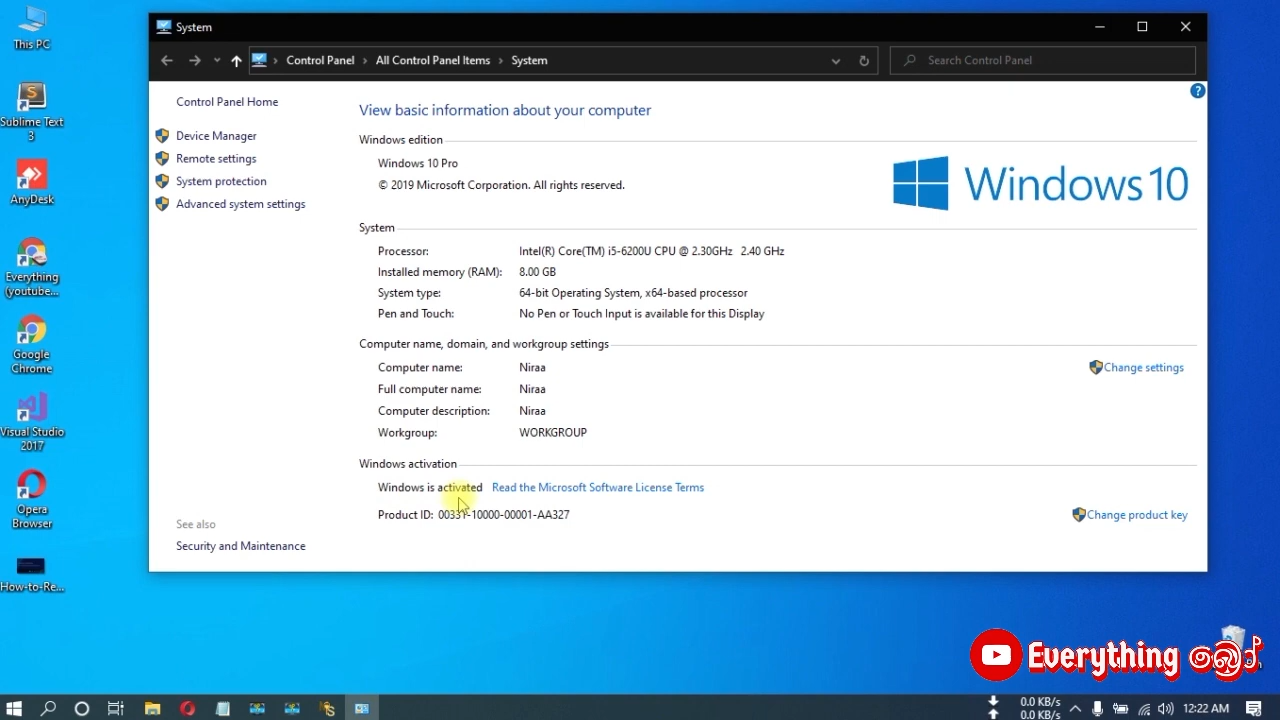 This PC
Sublime Text
3
AnyDesk
Everything
(youtube...
Google
Chrome
Visual Studio
2017
Opera
Browser
How-to-Re...
System
Control Panel
All Control Panel Items
System
Search Control Panel
Control Panel Home
Device Manager
Remote settings
System protection
Advanced system settings
See also
Security and Maintenance
View basic information about your computer
Windows edition
Windows 10 Pro
© 2019 Microsoft Corporation. All rights reserved.
Windows 10
System
Processor: Intel(R) Core(TM) i5-6200U CPU @ 2.30GHz 2.40 GHz
Installed memory (RAM): 8.00 GB
System type: 64-bit Operating System, x64-based processor
Pen and Touch: No Pen or Touch Input is available for this Display
Computer name, domain, and workgroup settings
Computer name: Niraa
Change settings
Full computer name: Niraa
Computer description: Niraa
Workgroup: WORKGROUP
Windows activation
Windows is activated Read the Microsoft Software License Terms
Product ID: 00331-10000-00001-AA327
Change product key
Everything බෝ
0.0 KB/s
0.0 KB/s
12:22 AM